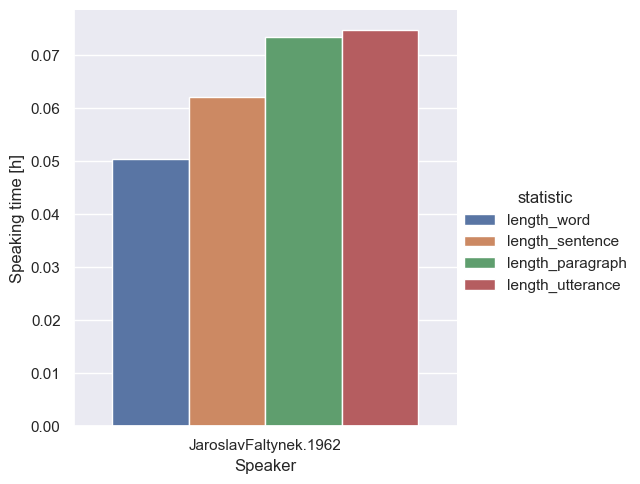 Speaking time [h]
0.07
0.06
0.05
0.04
0.03
0.02
0.01
0.00
JaroslavFaltynek.1962
Speaker
statistic
length_word
length_sentence
length_paragraph
length_utterance